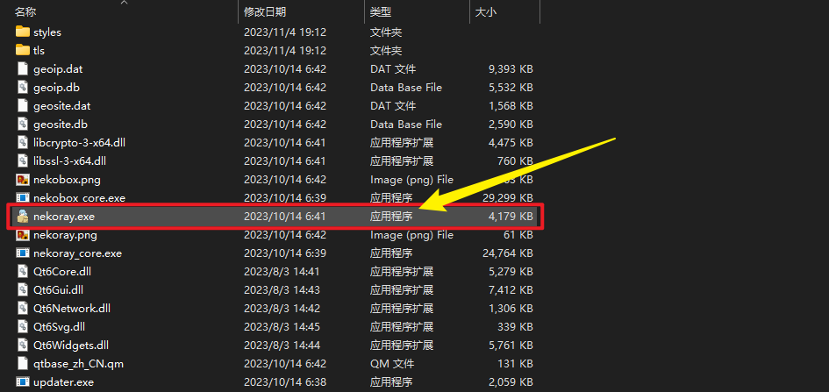 名称 修改日期 类型 大小
styles 2023/11/4 19:12 文件夹
tls 2023/11/4 19:12 文件夹
geoip.dat 2023/10/14 6:42 DAT 文件 9,393 KB
geoip.db 2023/10/14 6:42 Data Base File 5,532 KB
geosite.dat 2023/10/14 6:42 DAT 文件 1,568 KB
geosite.db 2023/10/14 6:42 Data Base File 2,590 KB
libcrypto-3-x64.dll 2023/10/14 6:41 应用程序扩展 4,475 KB
libssl-3-x64.dll 2023/10/14 6:41 应用程序扩展 760 KB
nekobox.png 2023/10/14 6:42 Image (png) File KB
nekobox_core.exe 2023/10/14 6:39 应用程序 29,299 KB
nekoray.exe 2023/10/14 6:41 应用程序 4,179 KB
nekoray.png 2023/10/14 6:42 Image (png) File 61 KB
nekoray_core.exe 2023/10/14 6:39 应用程序 24,764 KB
Qt6Core.dll 2023/8/3 14:41 应用程序扩展 5,279 KB
Qt6Gui.dll 2023/8/3 14:43 应用程序扩展 7,412 KB
Qt6Network.dll 2023/8/3 14:42 应用程序扩展 1,306 KB
Qt6Svg.dll 2023/8/3 14:45 应用程序扩展 339 KB
Qt6Widgets.dll 2023/8/3 14:44 应用程序扩展 5,761 KB
qtbase_zh_CN.qm 2023/10/14 6:42 QM 文件 131 KB
updater.exe 2023/10/14 6:38 应用程序 2,059 KB